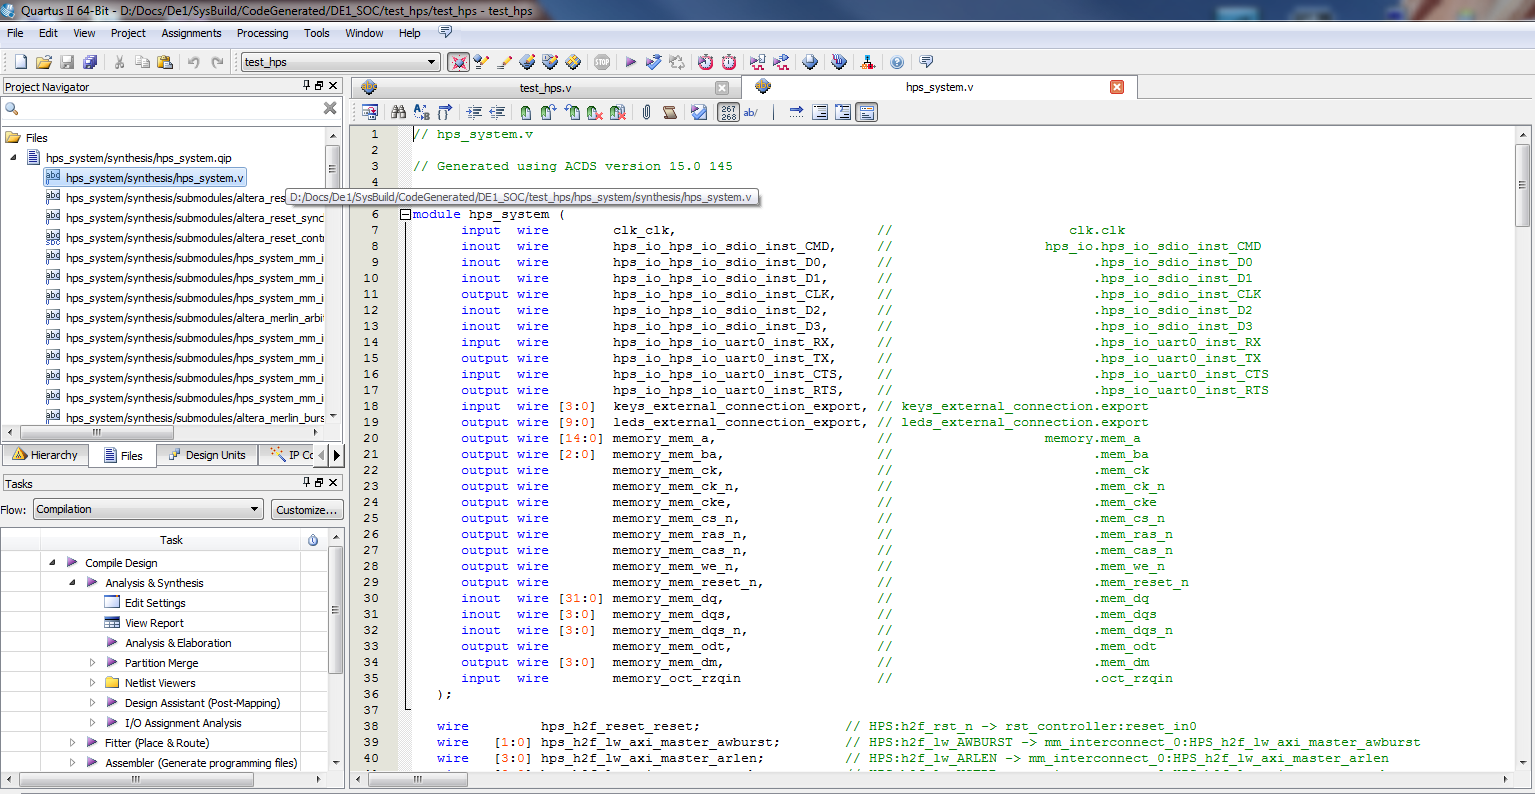 Quartus II 64-Bit - D:/Docs/De1/SysBuild/CodeGenerated/DE1_SOC/test_hps/test_hps - test_hps
File Edit View Project Assignments Processing Tools Window Help
test_hps
Project Navigator
Files
hps_system/synthesis/hps_system.qip
hps_system/synthesis/hps_system.v
hps_system/synthesis/submodules/altera_res
D:/Docs/De1/SysBuild/CodeGenerated/DE1_SOC/test_hps/hps_system/synthesis/hps_system.v
hps_system/synthesis/submodules/altera_reset_sync
hps_system/synthesis/submodules/altera_reset_contr
hps_system/synthesis/submodules/hps_system_mm_i
hps_system/synthesis/submodules/hps_system_mm_i
hps_system/synthesis/submodules/hps_system_mm_i
hps_system/synthesis/submodules/altera_merlin_arbi
hps_system/synthesis/submodules/hps_system_mm_i
hps_system/synthesis/submodules/hps_system_mm_i
hps_system/synthesis/submodules/hps_system_mm_i
hps_system/synthesis/submodules/hps_system_mm_i
hps_system/synthesis/submodules/altera_merlin_burs
Hierarchy Files Design Units IP Co
Tasks
Flow: Compilation Customize...
Task
Compile Design
Analysis & Synthesis
Edit Settings
View Report
Analysis & Elaboration
Partition Merge
Netlist Viewers
Design Assistant (Post-Mapping)
I/O Assignment Analysis
Fitter (Place & Route)
Assembler (Generate programming files)
test_hps.v hps_system.v
267 268 ab/
1 // hps_system.v
2
3 // Generated using ACDS version 15.0 145
4
6 module hps_system (
7 input wire clk_clk, // clk.clk
8 inout wire hps_io_hps_io_sdio_inst_CMD, // hps_io.hps_io_sdio_inst_CMD
9 inout wire hps_io_hps_io_sdio_inst_D0, // .hps_io_sdio_inst_D0
10 inout wire hps_io_hps_io_sdio_inst_D1, // .hps_io_sdio_inst_D1
11 output wire hps_io_hps_io_sdio_inst_CLK, // .hps_io_sdio_inst_CLK
12 inout wire hps_io_hps_io_sdio_inst_D2, // .hps_io_sdio_inst_D2
13 inout wire hps_io_hps_io_sdio_inst_D3, // .hps_io_sdio_inst_D3
14 input wire hps_io_hps_io_uart0_inst_RX, // .hps_io_uart0_inst_RX
15 output wire hps_io_hps_io_uart0_inst_TX, // .hps_io_uart0_inst_TX
16 input wire hps_io_hps_io_uart0_inst_CTS, // .hps_io_uart0_inst_CTS
17 output wire hps_io_hps_io_uart0_inst_RTS, // .hps_io_uart0_inst_RTS
18 input wire [3:0] keys_external_connection_export, // keys_external_connection.export
19 output wire [9:0] leds_external_connection_export, // leds_external_connection.export
20 output wire [14:0] memory_mem_a, // memory.mem_a
21 output wire [2:0] memory_mem_ba, // .mem_ba
22 output wire memory_mem_ck, // .mem_ck
23 output wire memory_mem_ck_n, // .mem_ck_n
24 output wire memory_mem_cke, // .mem_cke
25 output wire memory_mem_cs_n, // .mem_cs_n
26 output wire memory_mem_ras_n, // .mem_ras_n
27 output wire memory_mem_cas_n, // .mem_cas_n
28 output wire memory_mem_we_n, // .mem_we_n
29 output wire memory_mem_reset_n, // .mem_reset_n
30 inout wire [31:0] memory_mem_dq, // .mem_dq
31 inout wire [3:0] memory_mem_dqs, // .mem_dqs
32 inout wire [3:0] memory_mem_dqs_n, // .mem_dqs_n
33 output wire memory_mem_odt, // .mem_odt
34 output wire [3:0] memory_mem_dm, // .mem_dm
35 input wire memory_oct_rzqin // .oct_rzqin
36 );
37
38 wire hps_h2f_reset_reset; // HPS:h2f_rst_n -> rst_controller:reset_in0
39 wire [1:0] hps_h2f_lw_axi_master_awburst; // HPS:h2f_lw_AWBURST -> mm_interconnect_0:HPS_h2f_lw_axi_master_awburst
40 wire [3:0] hps_h2f_lw_axi_master_arlen; // HPS:h2f_lw_ARLEN -> mm_interconnect_0:HPS_h2f_lw_axi_master_arlen